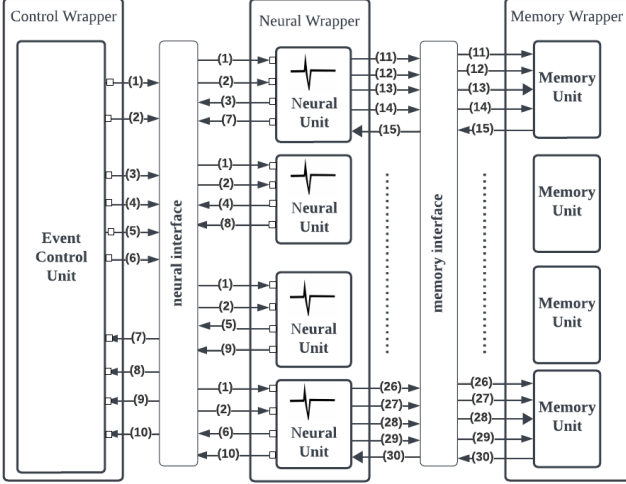 Control Wrapper
Neural Wrapper
Memory Wrapper
Event
Control
Unit
(1)
(2)
(3)
(4)
(5)
(6)
(7)
(8)
(9)
(10)
neural interface
(1)
(2)
(3)
(7)
(1)
(2)
(4)
(8)
(1)
(2)
(5)
(9)
(1)
(2)
(6)
(10)
Neural
Unit
Neural
Unit
Neural
Unit
Neural
Unit
(11)
(12)
(13)
(14)
(15)
(26)
(27)
(28)
(29)
(30)
memory interface
(11)
(12)
(13)
(14)
(15)
(26)
(27)
(28)
(29)
(30)
Memory
Unit
Memory
Unit
Memory
Unit
Memory
Unit